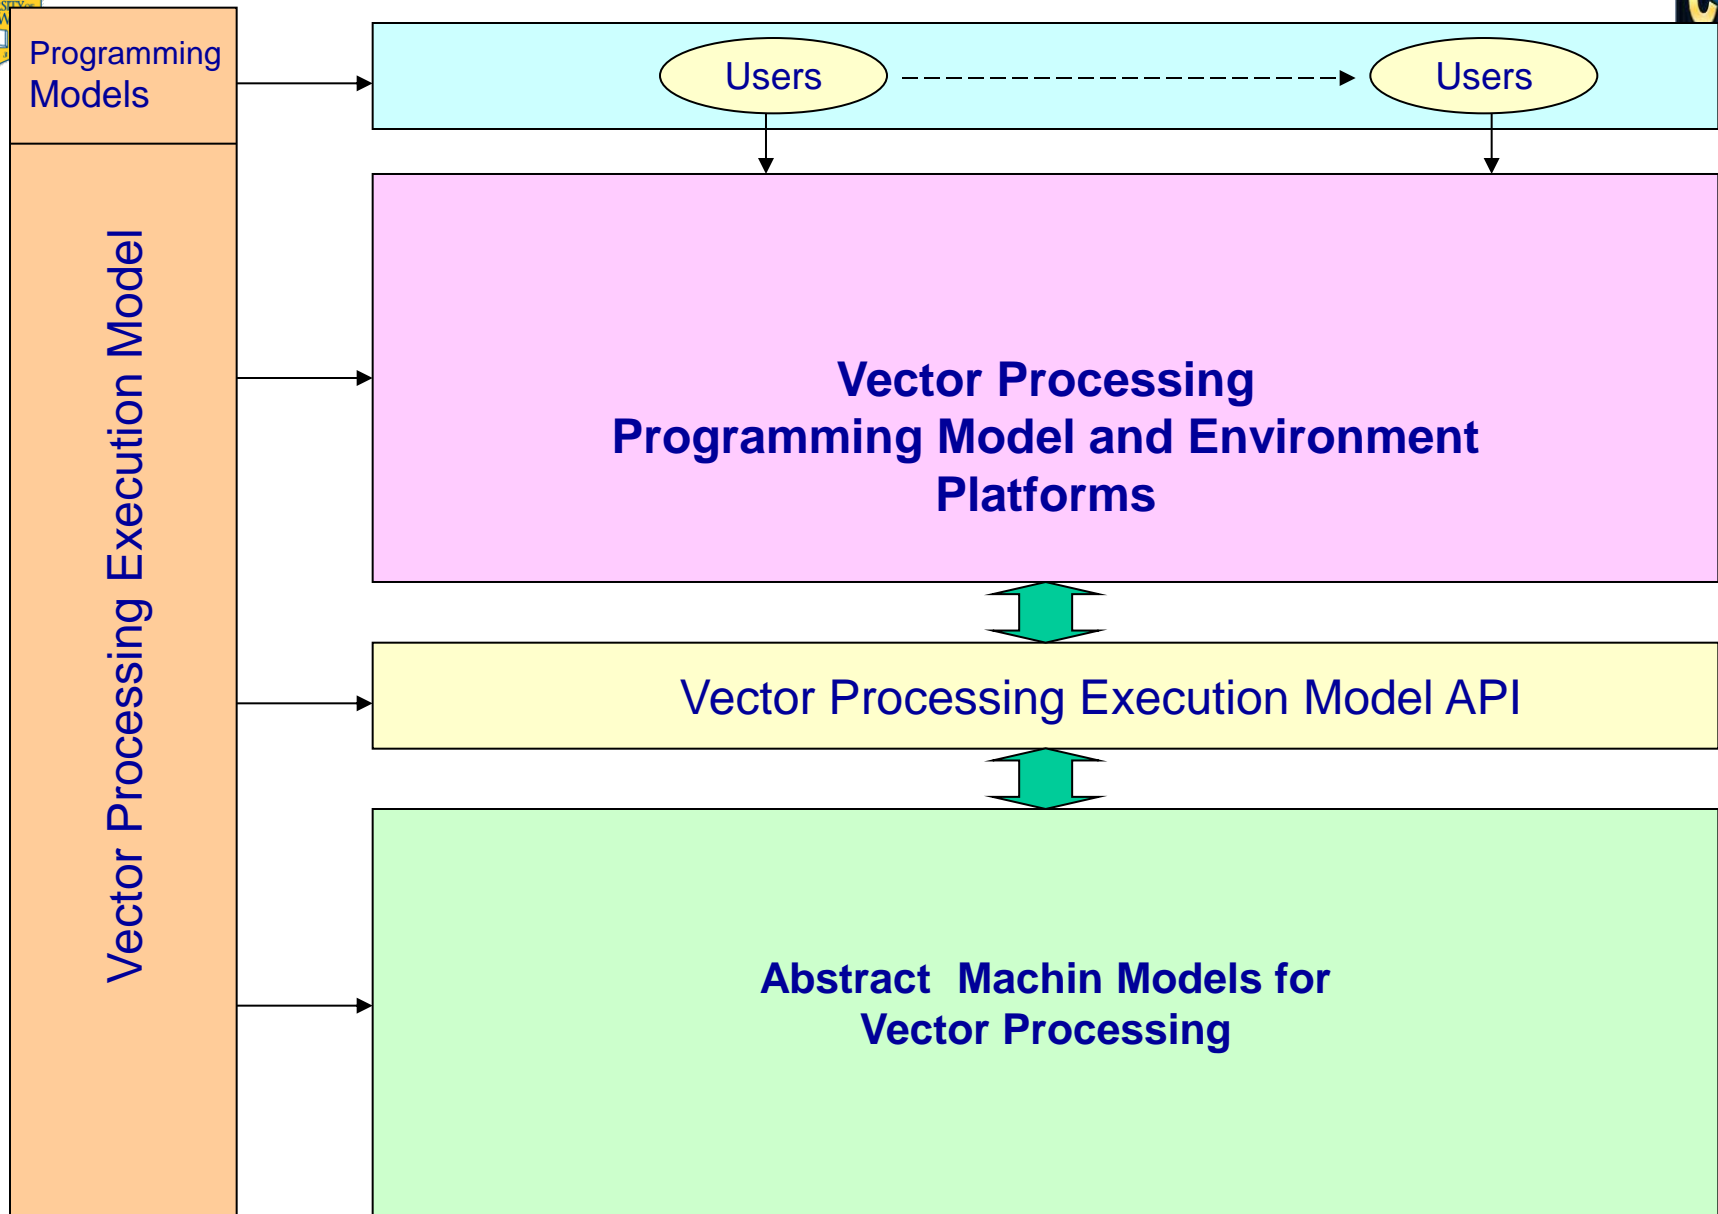 Programming
Models
Users
Users
Vector Processing Execution Model
Vector Processing
Programming Model and Environment
Platforms
Vector Processing Execution Model API
Abstract  Machin Models for
Vector Processing